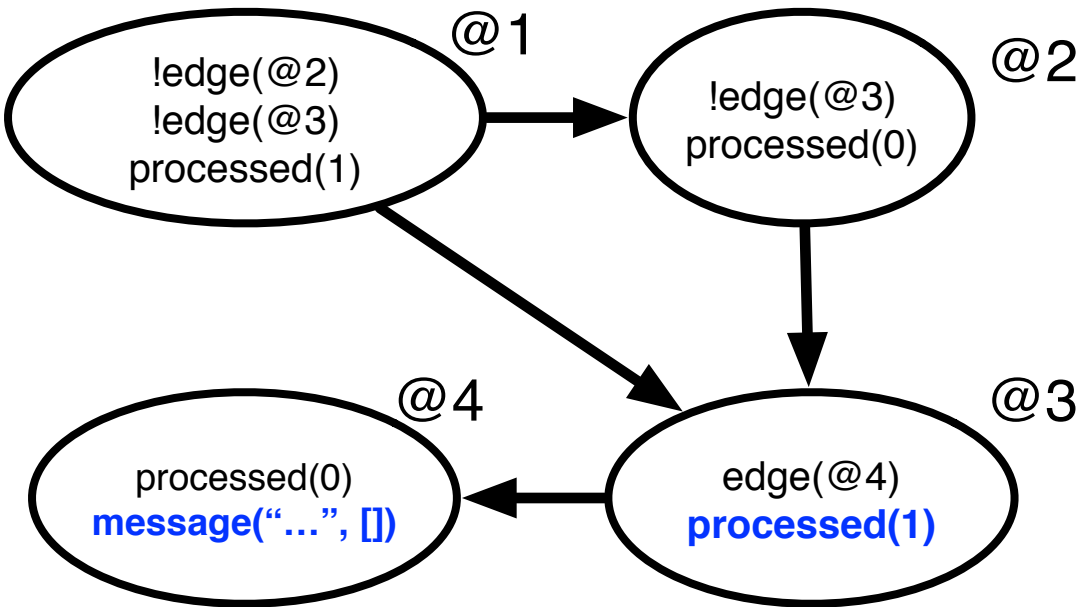 @1
!edge(@2)
!edge(@3)
processed(1)
@2
!edge(@3)
processed(0)
@4
processed(0)
message(“...”, [])
@3
edge(@4)
processed(1)